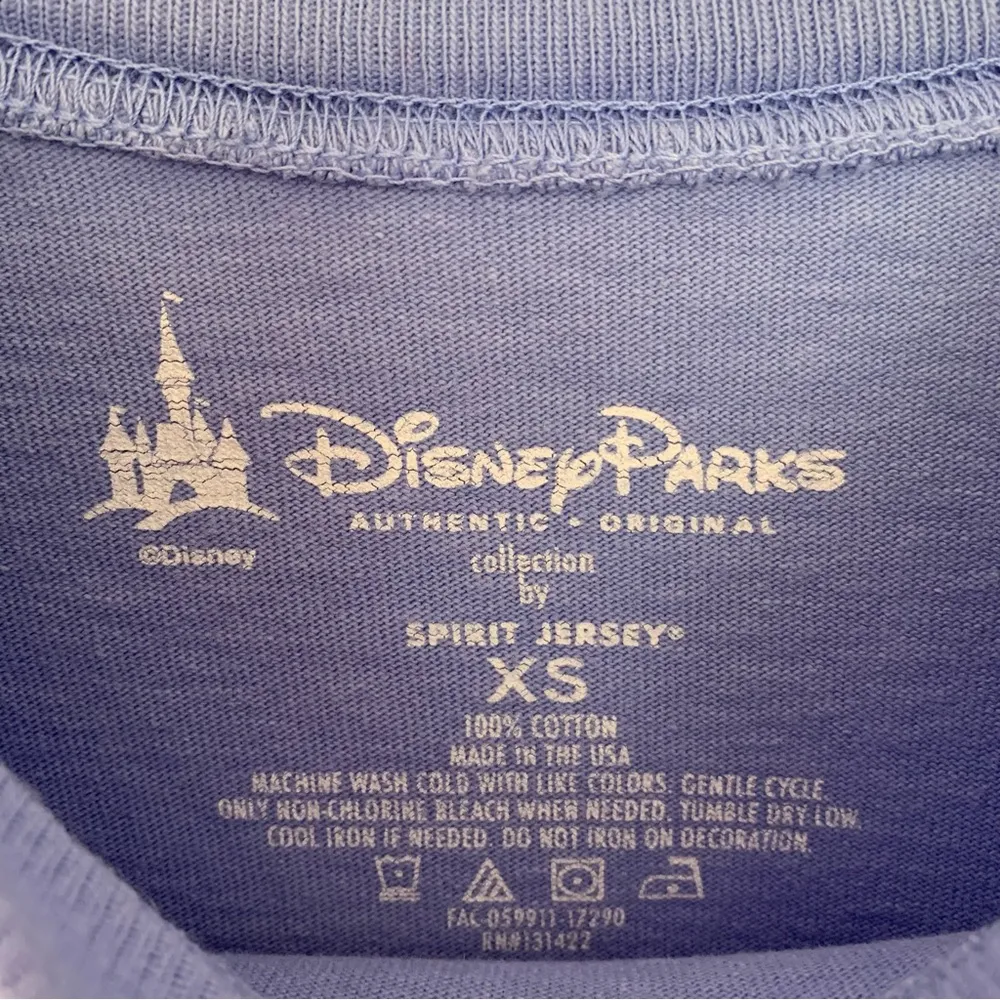 DISNEY PARKS
AUTHENTIC • ORIGINAL
©Disney
collection
by
SPIRIT JERSEY®
XS
100% COTTON
MADE IN THE USA
MACHINE WASH COLD WITH LIKE COLORS. GENTLE CYCLE.
ONLY NON-CHLORINE BLEACH WHEN NEEDED. TUMBLE DRY LOW.
COOL IRON IF NEEDED. DO NOT IRON ON DECORATION.
FAC-059911-17290
RN#131422